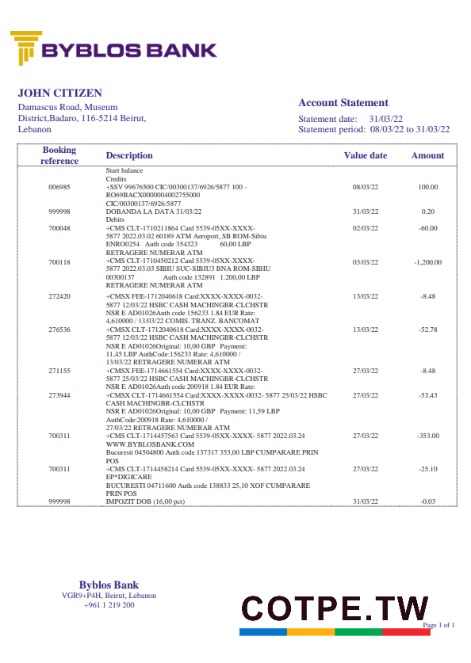 BYBLOS BANK
JOHN CITIZEN
Damascus Road, Museum
District,Badaro, 116-5214 Beirut,
Lebanon
Account Statement
Statement date: 31/03/22
Statement period: 08/03/22 to 31/03/22
Booking reference Description Value date Amount
Start balance
Credits
006985 +SSV 99676500 CIC/00300137/6926/5877 100 - 08/03/22 100.00
RO69BACX0000004002755000
CIC/00300137/6926/5877
999998 DOBANDA LA DATA 31/03/22 31/03/22 0.20
Debits
700048 +CMS CLT-1710211864 Card 5539-05XX-XXXX- 02/03/22 -60.00
5877 2022.03.02 60189 ATM Aeroport, SB ROM-Sibiu
ENRO0254 Auth code 354323 60,00 LBP
RETRAGERE NUMERAR ATM
700118 +CMS CLT-1710450212 Card 5539-05XX-XXXX- 03/03/22 -1,200.00
5877 2022.03.03 SIBIU SUC-SIBIU3 BNA ROM-SIBIU
00300137 Auth code 132891 1.200,00 LBP
RETRAGERE NUMERAR ATM
272420 +CMSX FEE-1712040618 Card:XXXX-XXXX-0032- 13/03/22 -8.48
5877 12/03/22 HSBC CASH MACHINGBR-CLCHSTR
NSR E AD01026Auth code 156233 1.84 EUR Rate:
4,610000 / 13/03/22 COMIS. TRANZ. BANCOMAT
276536 +CMSX CLT-1712040618 Card:XXXX-XXXX-0032- 13/03/22 -52.78
5877 12/03/22 HSBC CASH MACHINGBR-CLCHSTR
NSR E AD01026Original: 10,00 GBP Payment:
11,45 LBP AuthCode:156233 Rate: 4,610000 /
13/03/22 RETRAGERE NUMERAR ATM
271155 +CMSX FEE-1714661554 Card:XXXX-XXXX-0032- 27/03/22 -8.48
5877 25/03/22 HSBC CASH MACHINGBR-CLCHSTR
NSR E AD01026Auth code 200918 1.84 EUR Rate:
273944 +CMSX CLT-1714661554 Card:XXXX-XXXX-0032- 5877 25/03/22 HSBC 27/03/22 -53.43
CASH MACHINGBR-CLCHSTR
NSR E AD01026Original: 10,00 GBP Payment: 11,59 LBP
AuthCode:200918 Rate: 4,610000 /
27/03/22 RETRAGERE NUMERAR ATM
700311 +CMS CLT-1714457563 Card 5539-05XX-XXXX- 5877 2022.03.24 27/03/22 -353.00
WWW.BYBLOSBANK.COM
Bucuresti 04504800 Auth code 137317 353,00 LBP CUMPARARE PRIN
POS
700311 +CMS CLT-1714458214 Card 5539-05XX-XXXX- 5877 2022.03.24 27/03/22 -25.10
EP*DIGICARE
BUCURESTI 04711600 Auth code 138833 25,10 XOF CUMPARARE
PRIN POS
999998 IMPOZIT DOB (16,00 pct) 31/03/22 -0.03
Byblos Bank
VGR9+P4H, Beirut, Lebanon
+961 1 219 200
COTPE.TW
Page 1 of 1